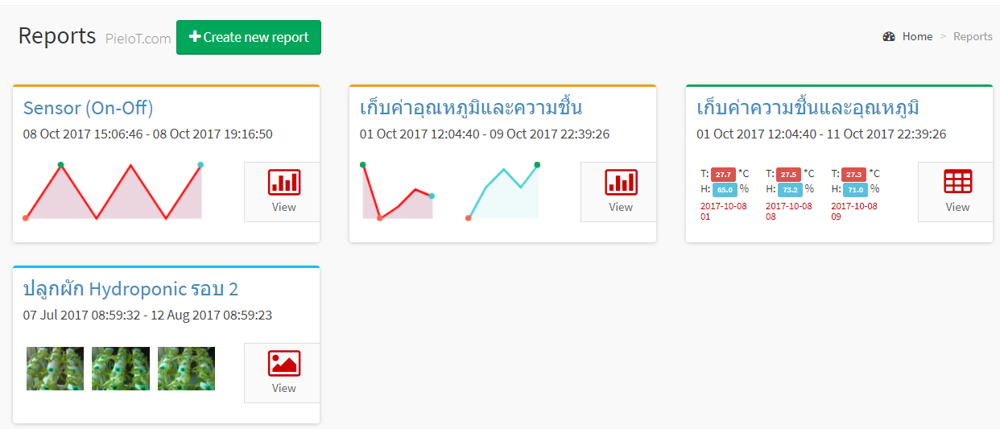 Reports PieIoT.com Create new report
Home > Reports
Sensor (On-Off)
08 Oct 2017 15:06:46 - 08 Oct 2017 19:16:50
View
เก็บค่าอุณหภูมิและความชื้น
01 Oct 2017 12:04:40 - 09 Oct 2017 22:39:26
View
เก็บค่าความชื้นและอุณหภูมิ
01 Oct 2017 12:04:40 - 11 Oct 2017 22:39:26
T: 27.7 *C T: 27.5 *C T: 27.3 *C
H: 65.0 % H: 73.2 % H: 71.0 %
2017-10-08 2017-10-08 2017-10-08
01 08 09
View
ปลูกผัก Hydroponic รอบ 2
07 Jul 2017 08:59:32 - 12 Aug 2017 08:59:23
View